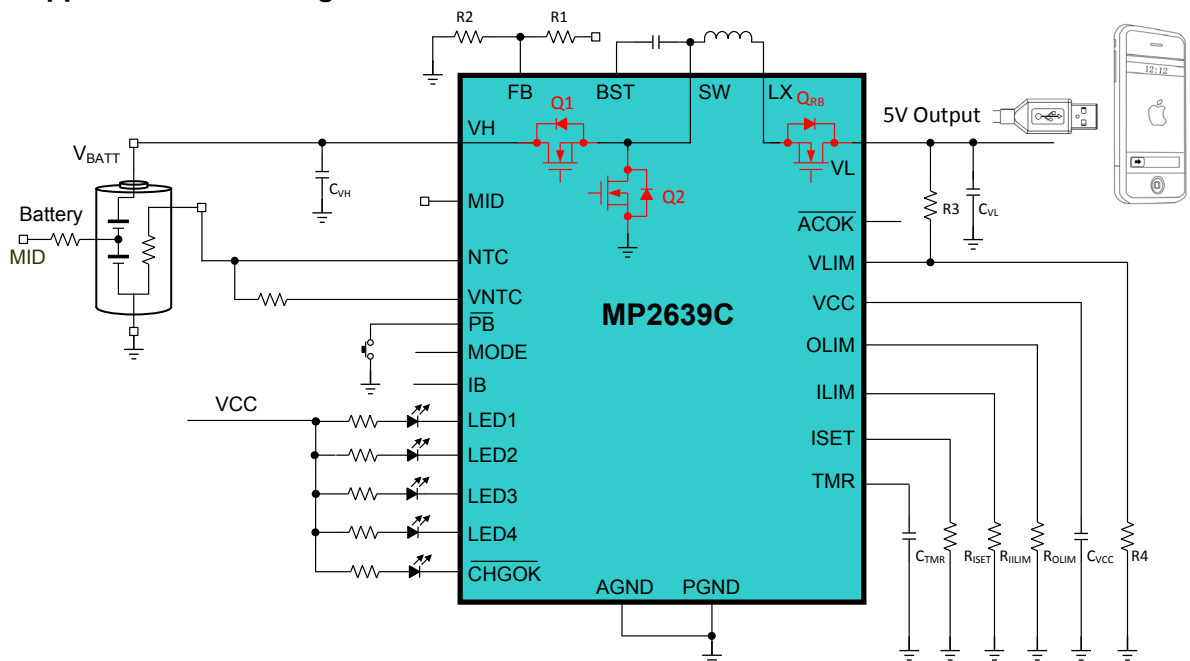 R2
R1
FB
BST
SW
LX
Q1
QRB
5V Output
12:12
VH
VL
VBATT
CVH
Q2
MID
Battery
R3
CVL
ACOK
MID
NTC
VLIM
VNTC
VCC
MP2639C
PB
OLIM
MODE
IB
ILIM
VCC
LED1
ISET
LED2
TMR
LED3
LED4
CTMR
RISET
RIILIM
ROLIM
CVCC
R4
CHGOK
AGND
PGND